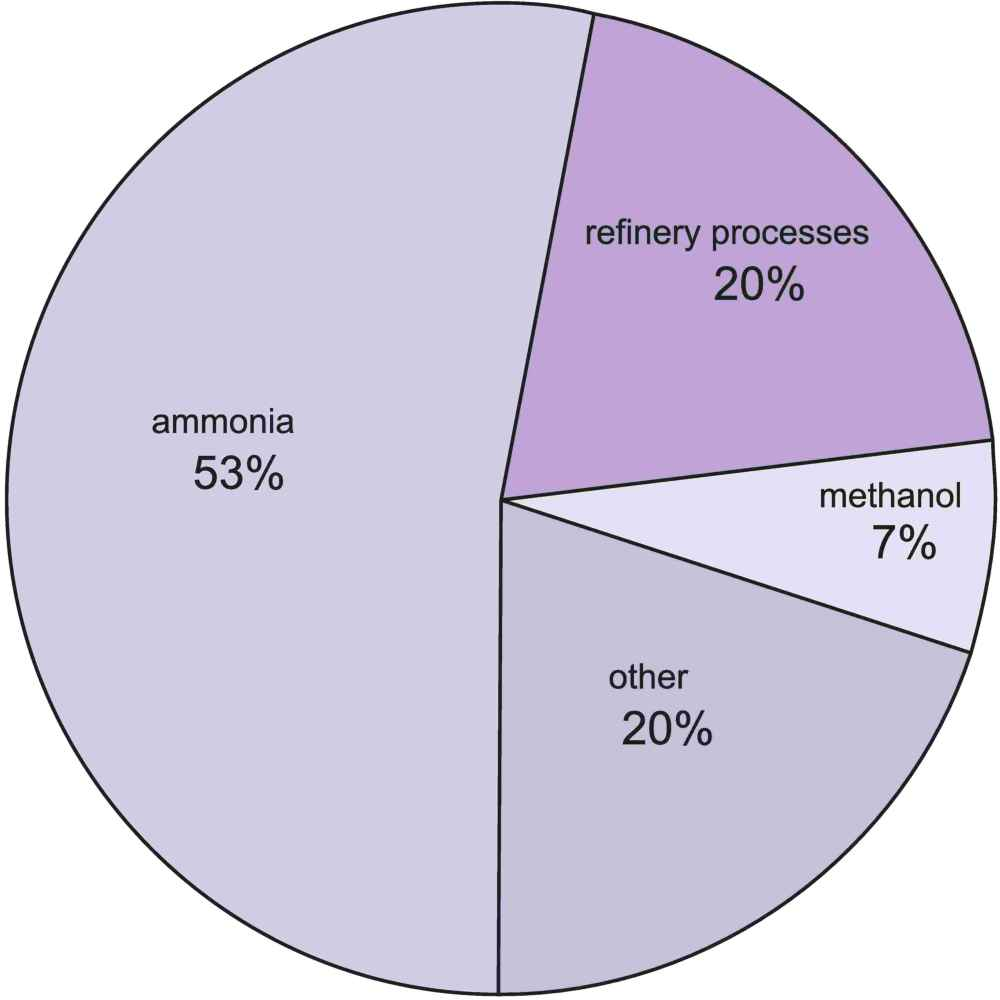 refinery processes
20%
ammonia
53%
methanol
7%
other
20%